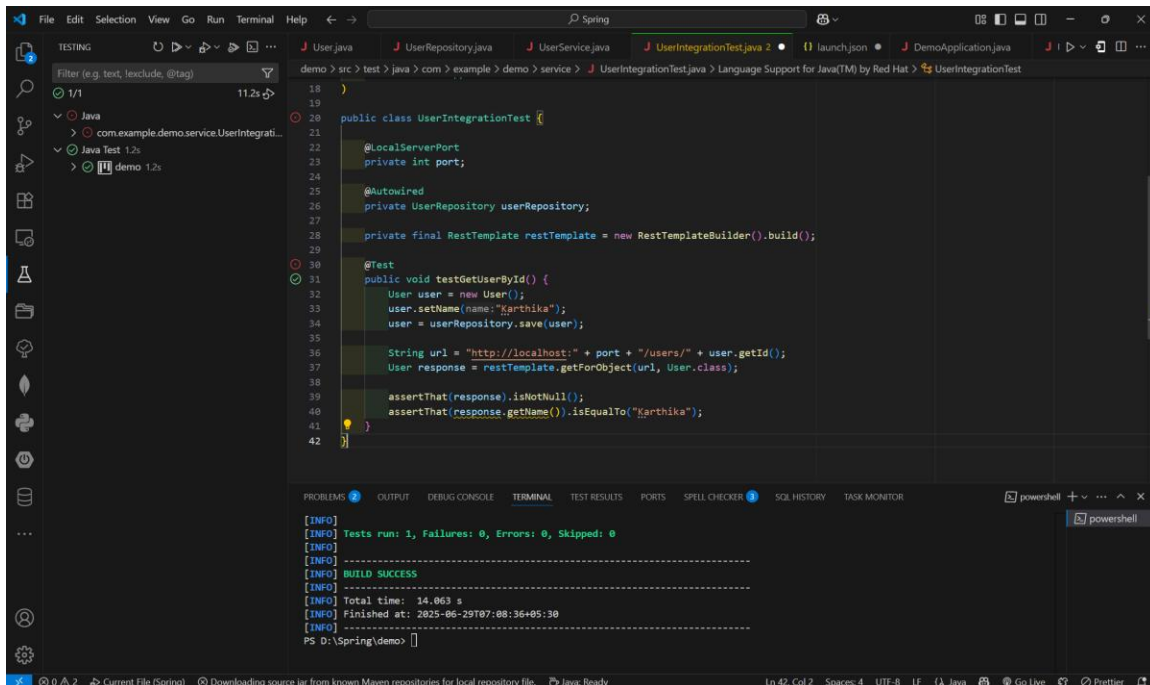 File Edit Selection View Go Run Terminal Help Spring
TESTING
Filter (e.g. text, !exclude, @tag)
1/1 11.2s
Java
com.example.demo.service.UserIntegrati...
Java Test 1.2s
demo 1.2s
User.java UserRepository.java UserService.java UserIntegrationTest.java 2 launch.json DemoApplication.java
demo > src > test > java > com > example > demo > service > UserIntegrationTest.java > Language Support for Java(TM) by Red Hat > UserIntegrationTest
18 )
19
20 public class UserIntegrationTest {
21
22 @LocalServerPort
23 private int port;
24
25 @Autowired
26 private UserRepository userRepository;
27
28 private final RestTemplate restTemplate = new RestTemplateBuilder().build();
29
30 @Test
31 public void testGetUserById() {
32 User user = new User();
33 user.setName(name:"Karthika");
34 user = userRepository.save(user);
35
36 String url = "http://localhost:" + port + "/users/" + user.getId();
37 User response = restTemplate.getForObject(url, User.class);
38
39 assertThat(response).isNotNull();
40 assertThat(response.getName()).isEqualTo("Karthika");
41 }
42 }
PROBLEMS 2 OUTPUT DEBUG CONSOLE TERMINAL TEST RESULTS PORTS SPELL CHECKER 3 SQL HISTORY TASK MONITOR powershell
powershell
[INFO]
[INFO] Tests run: 1, Failures: 0, Errors: 0, Skipped: 0
[INFO]
[INFO] ------------------------------------------------------------------------
[INFO] BUILD SUCCESS
[INFO] ------------------------------------------------------------------------
[INFO] Total time: 14.063 s
[INFO] Finished at: 2025-06-29T07:08:36+05:30
[INFO] ------------------------------------------------------------------------
PS D:\Spring\demo>
0 2 Current File (Spring) Downloading source jar from known Maven repositories for local repository file. Java: Ready Ln 42, Col 2 Spaces: 4 UTF-8 LF Java Go Live Prettier